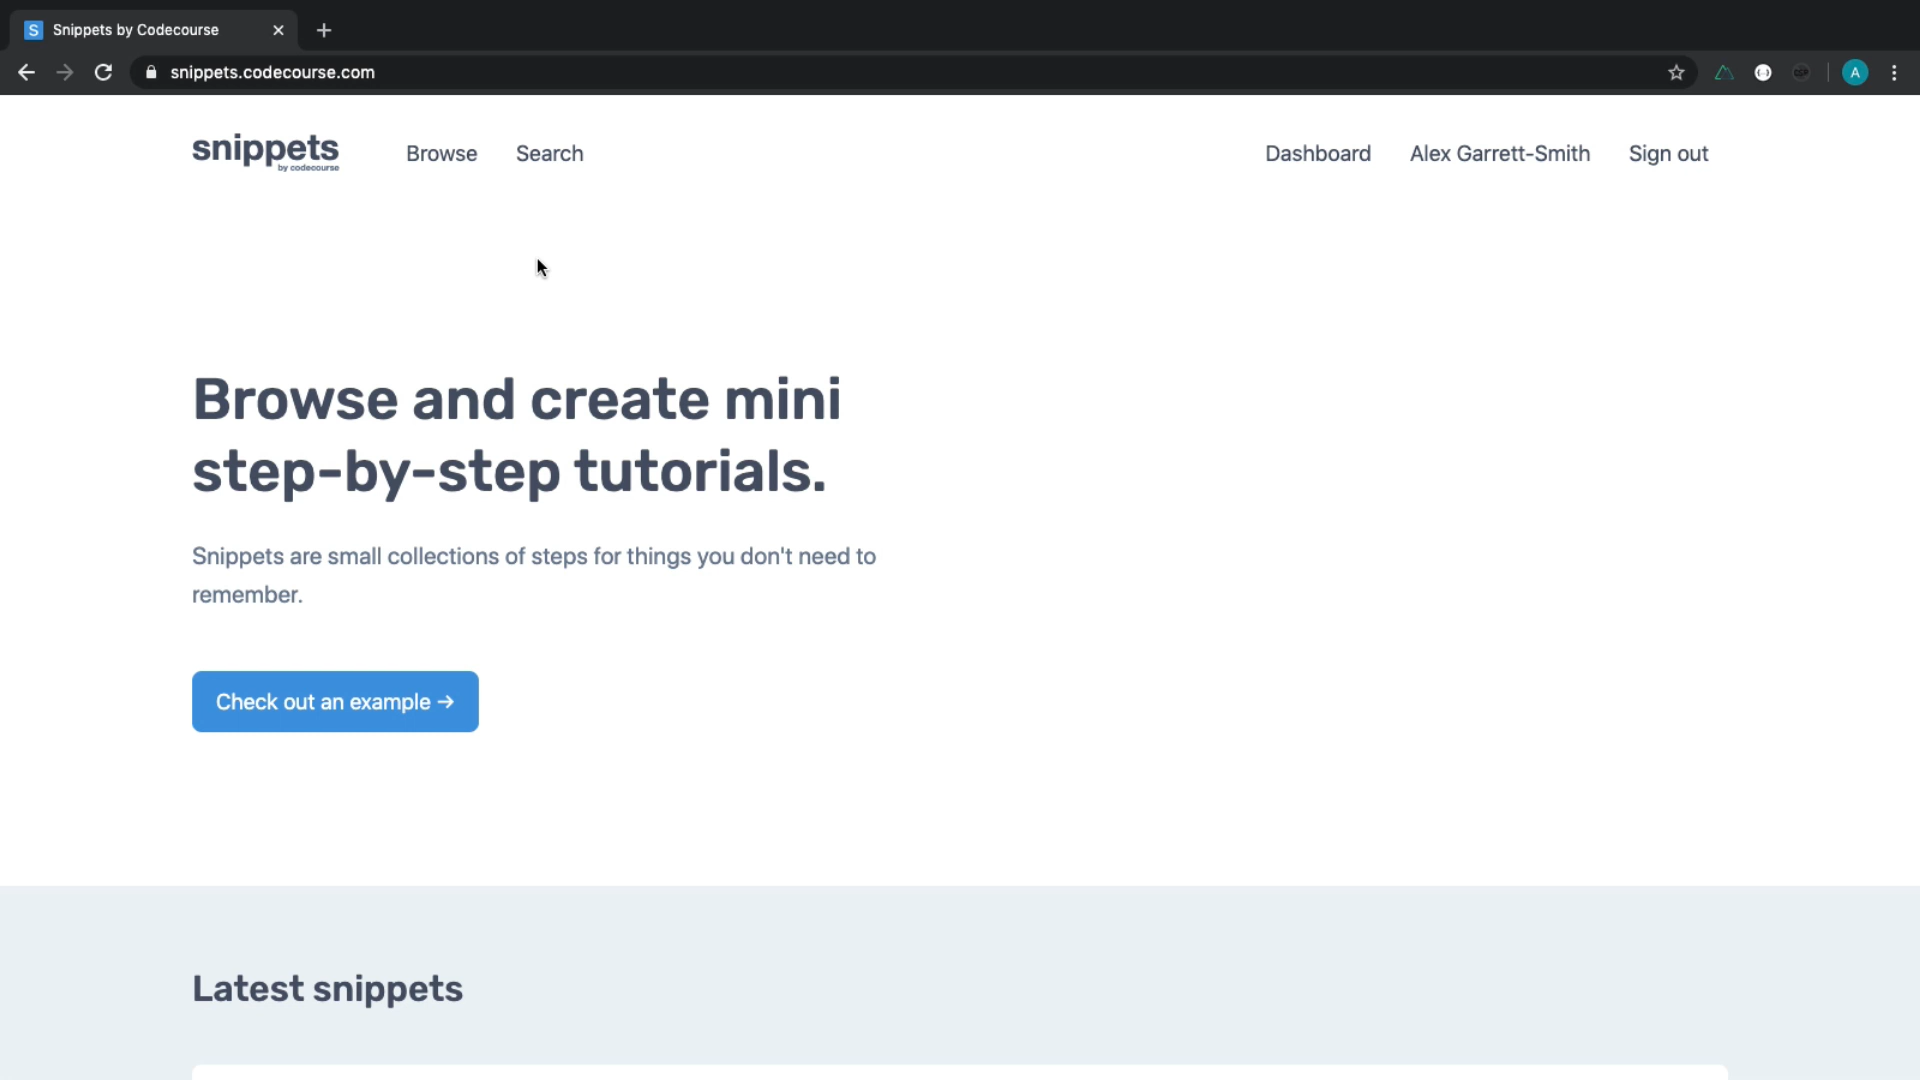 S Snippets by Codecourse
snippets.codecourse.com
A
snippets
by codecourse
Browse
Search
Dashboard
Alex Garrett-Smith
Sign out
Browse and create mini
step-by-step tutorials.
Snippets are small collections of steps for things you don't need to
remember.
Check out an example →
Latest snippets